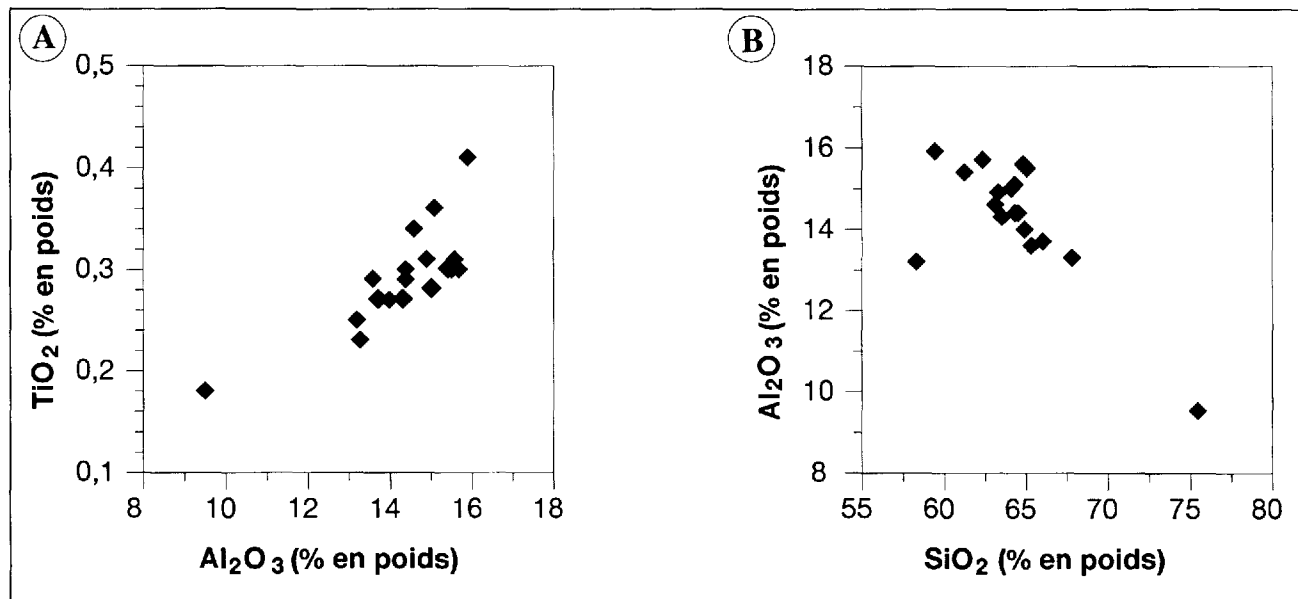 A
0,5
0,4
0,3
0,2
0,1
TiO2 (% en poids)
8 10 12 14 16 18
Al2O3 (% en poids)
B
18
16
14
12
10
8
Al2O3 (% en poids)
55 60 65 70 75 80
SiO2 (% en poids)